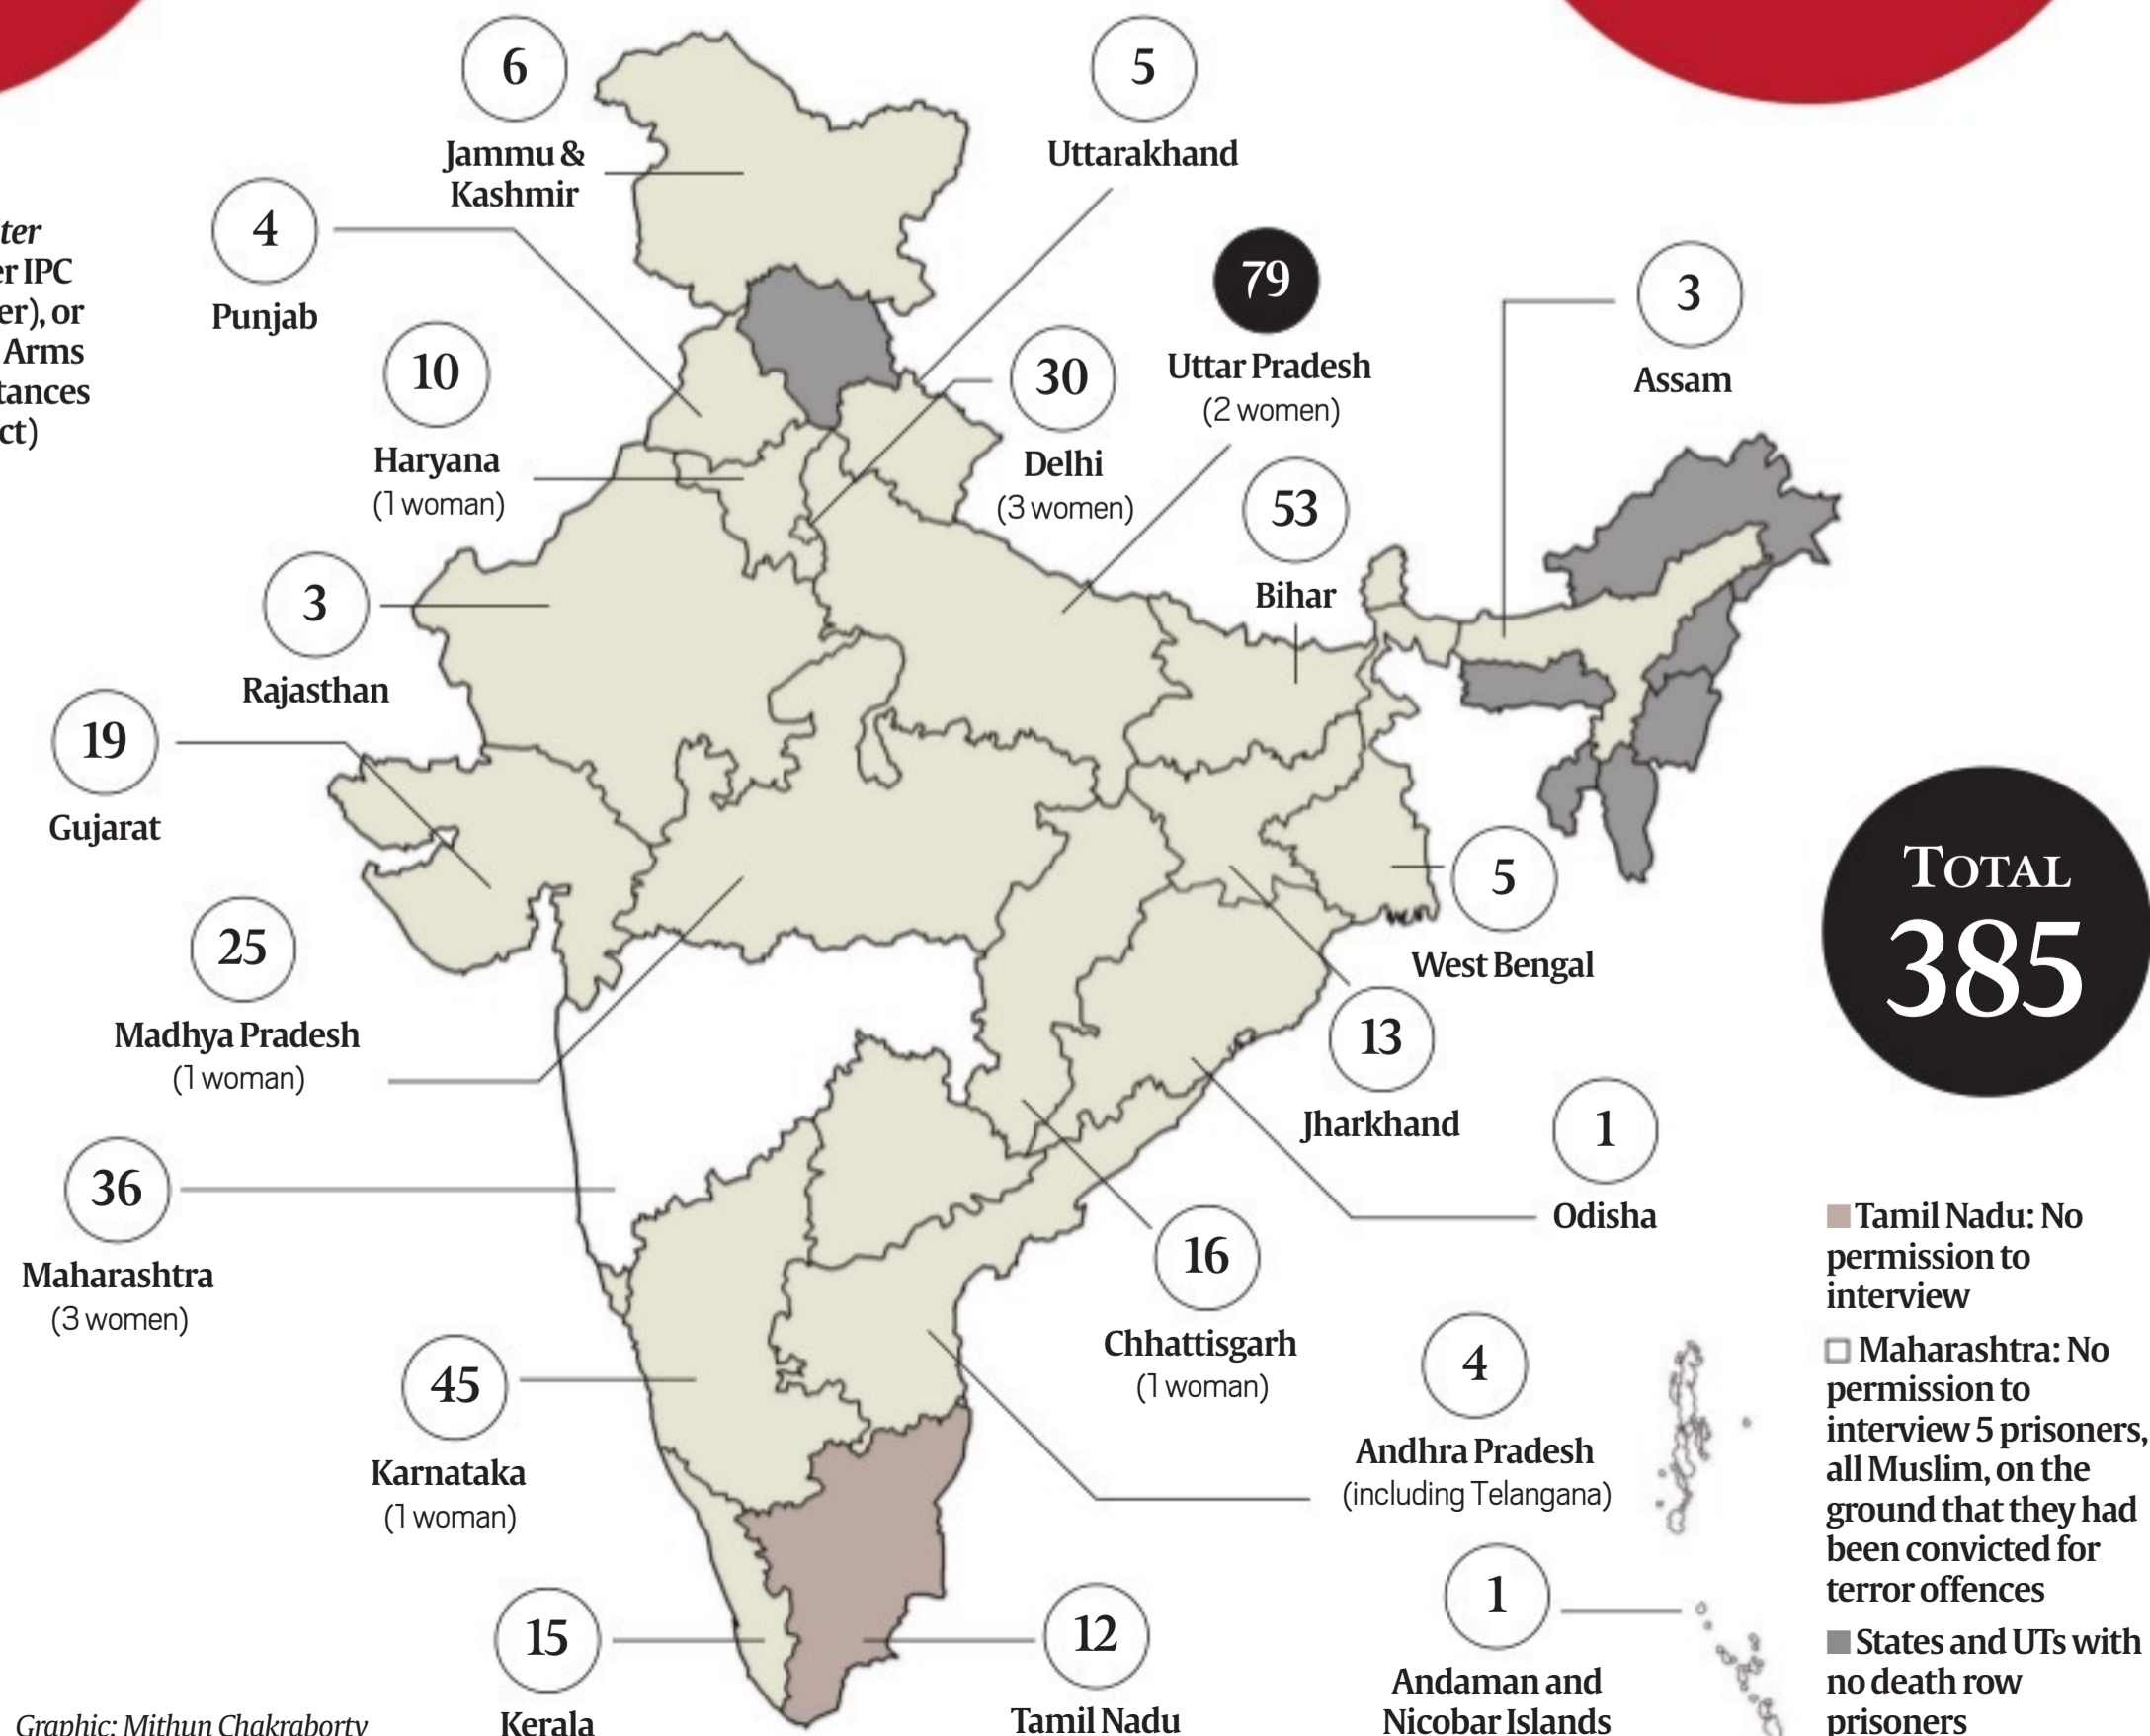 6
Jammu &
Kashmir
5
Uttarakhand
4
Punjab
ter
er IPC
er), or
Arms
tances
ct)
10
Haryana
(1 woman)
30
Delhi
(3 women)
79
Uttar Pradesh
(2 women)
53
Bihar
3
Assam
3
Rajasthan
19
Gujarat
25
Madhya Pradesh
(1 woman)
5
West Bengal
13
Jharkhand
TOTAL
385
36
Maharashtra
(3 women)
1
Odisha
16
Chhattisgarh
(1 woman)
45
Karnataka
(1 woman)
4
Andhra Pradesh
(including Telangana)
15
Kerala
12
Tamil Nadu
1
Andaman and
Nicobar Islands
Tamil Nadu: No
permission to
interview
Maharashtra: No
permission to
interview 5 prisoners,
all Muslim, on the
ground that they had
been convicted for
terror offences
States and UTs with
no death row
prisoners
Graphic: Mithun Chakraborty